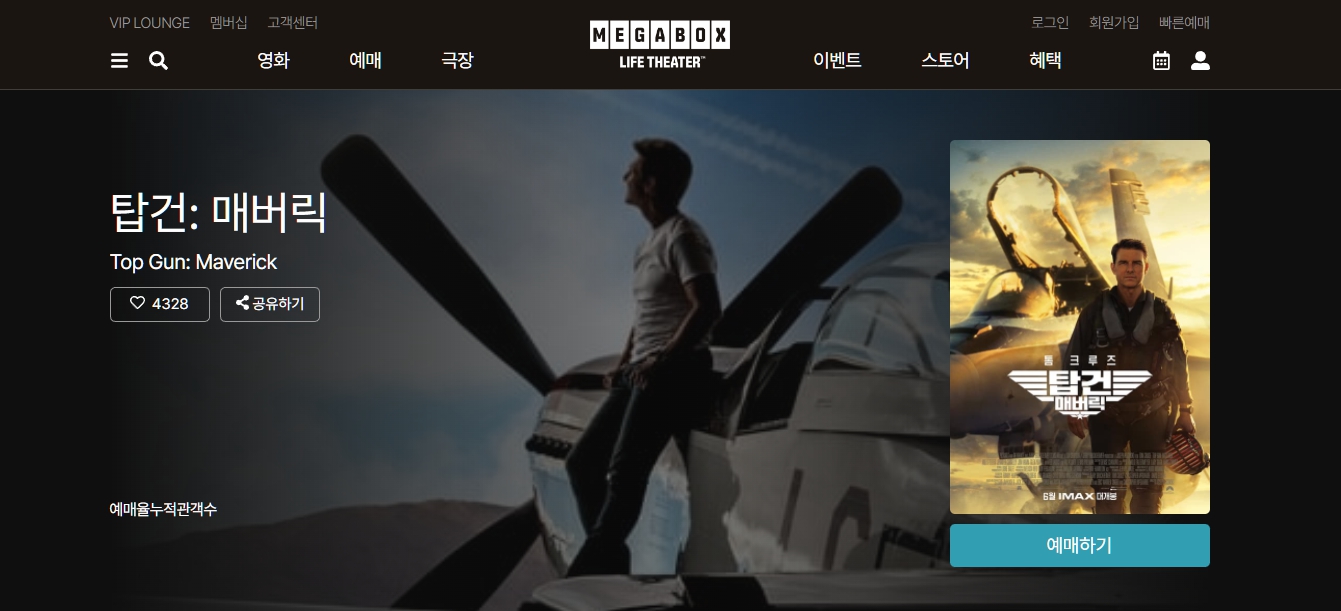 VIP LOUNGE 멤버십 고객센터
로그인 회원가입 빠른예매
MEGABOX
LIFE THEATER™
영화 예매 극장
이벤트 스토어 혜택
탑건: 매버릭
Top Gun: Maverick
4328 공유하기
예매율누적관객수
톰 크루즈
탑건
매버릭
6월 IMAX 대개봉
예매하기